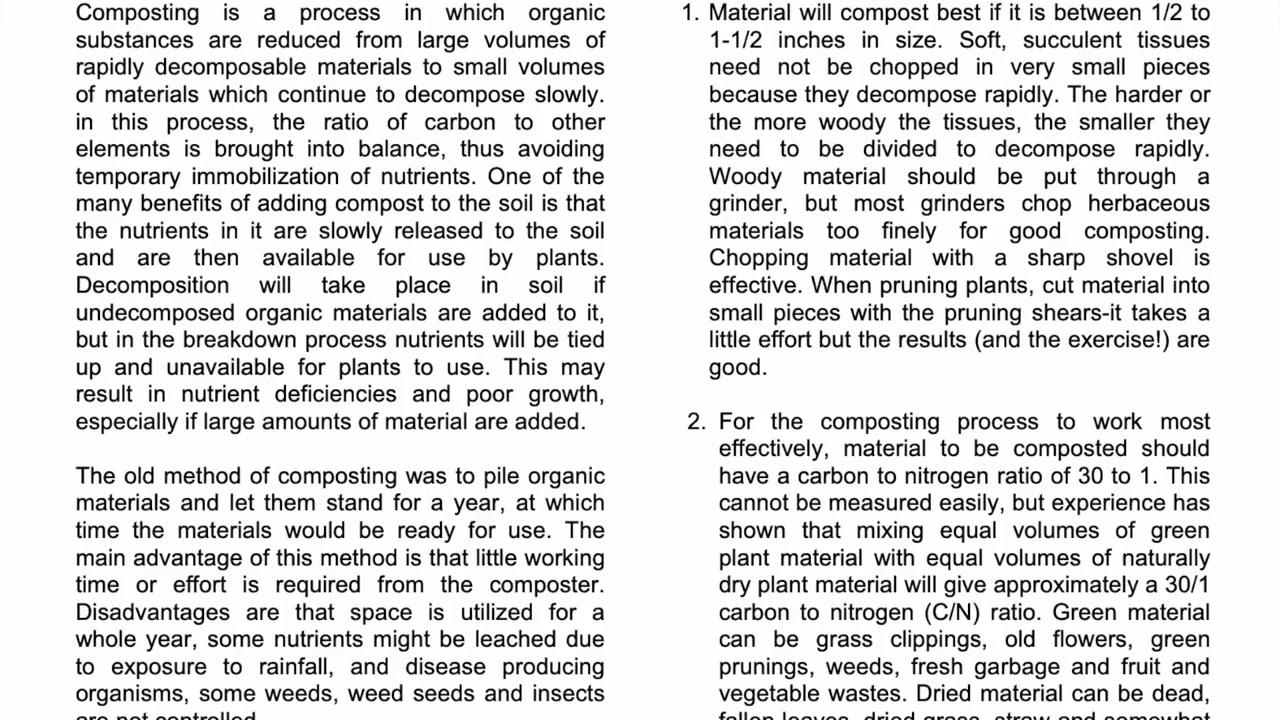 Composting is a process in which organic
substances are reduced from large volumes of
rapidly decomposable materials to small volumes
of materials which continue to decompose slowly.
in this process, the ratio of carbon to other
elements is brought into balance, thus avoiding
temporary immobilization of nutrients. One of the
many benefits of adding compost to the soil is that
the nutrients in it are slowly released to the soil
and are then available for use by plants.
Decomposition will take place in soil if
undecomposed organic materials are added to it,
but in the breakdown process nutrients will be tied
up and unavailable for plants to use. This may
result in nutrient deficiencies and poor growth,
especially if large amounts of material are added.
The old method of composting was to pile organic
materials and let them stand for a year, at which
time the materials would be ready for use. The
main advantage of this method is that little working
time or effort is required from the composter.
Disadvantages are that space is utilized for a
whole year, some nutrients might be leached due
to exposure to rainfall, and disease producing
organisms, some weeds, weed seeds and insects
are not controlled.
1. Material will compost best if it is between 1/2 to
1-1/2 inches in size. Soft, succulent tissues
need not be chopped in very small pieces
because they decompose rapidly. The harder or
the more woody the tissues, the smaller they
need to be divided to decompose rapidly.
Woody material should be put through a
grinder, but most grinders chop herbaceous
materials too finely for good composting.
Chopping material with a sharp shovel is
effective. When pruning plants, cut material into
small pieces with the pruning shears-it takes a
little effort but the results (and the exercise!) are
good.
2. For the composting process to work most
effectively, material to be composted should
have a carbon to nitrogen ratio of 30 to 1. This
cannot be measured easily, but experience has
shown that mixing equal volumes of green
plant material with equal volumes of naturally
dry plant material will give approximately a 30/1
carbon to nitrogen (C/N) ratio. Green material
can be grass clippings, old flowers, green
prunings, weeds, fresh garbage and fruit and
vegetable wastes. Dried material can be dead,
fallen leaves, dried grass, straw and somewhat